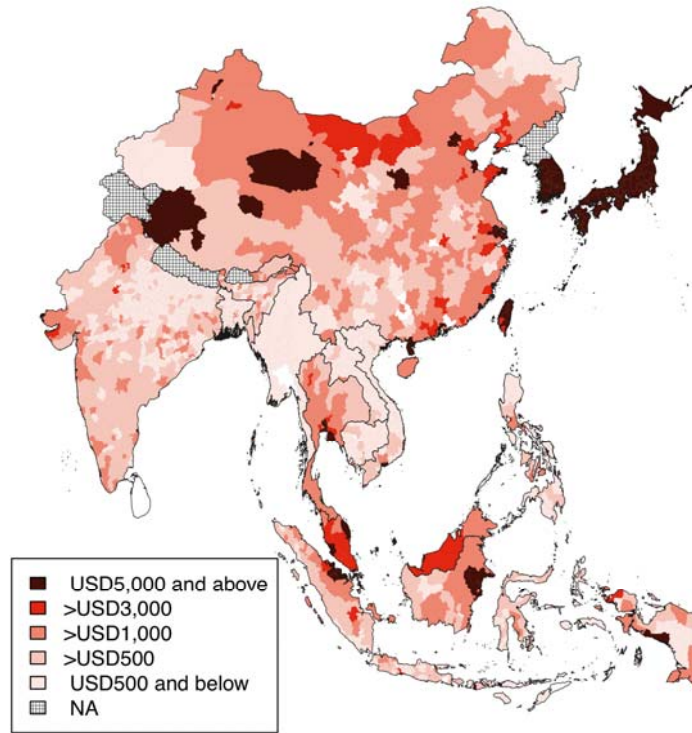 USD5,000 and above
>USD3,000
>USD1,000
>USD500
USD500 and below
NA